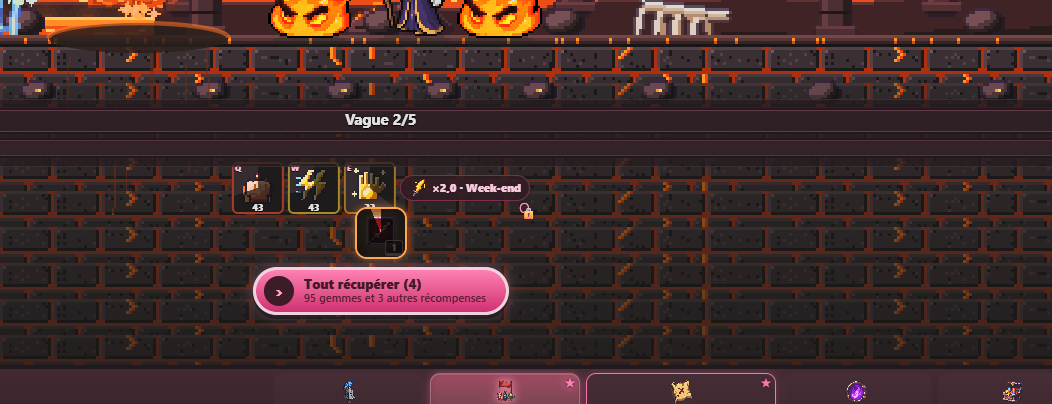 Vague 2/5
Q
W
E
43
43
×2,0 · Week-end
1
Tout récupérer (4)
95 gemmes et 3 autres récompenses